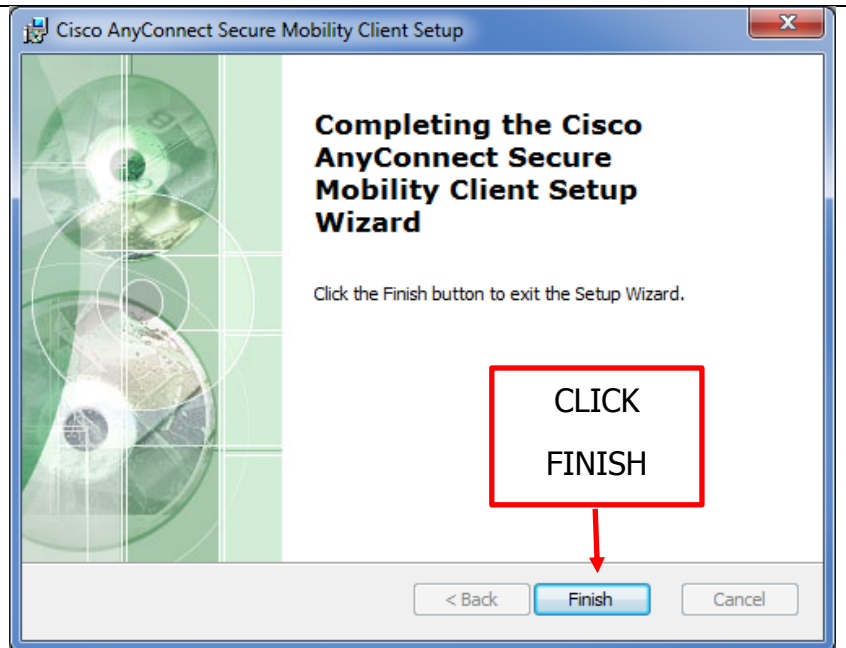 Cisco AnyConnect Secure Mobility Client Setup
Completing the Cisco
AnyConnect Secure
Mobility Client Setup
Wizard
Click the Finish button to exit the Setup Wizard.
CLICK
FINISH
< Back
Finish
Cancel